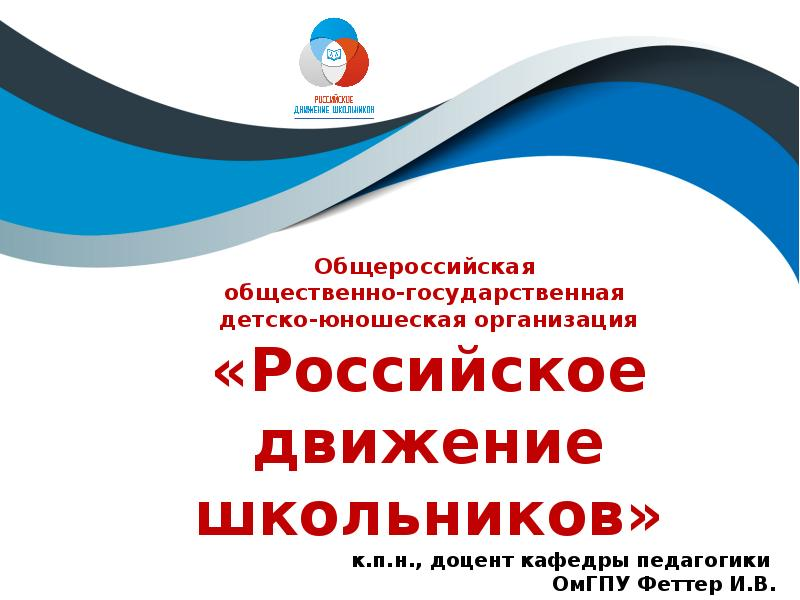 РОССИЙСКОЕ
ДВИЖЕНИЕ ШКОЛЬНИКОВ
Общероссийская
общественно-государственная
детско-юношеская организация
«Российское
движение
школьников»
к.п.н., доцент кафедры педагогики
ОмГПУ Феттер И.В.